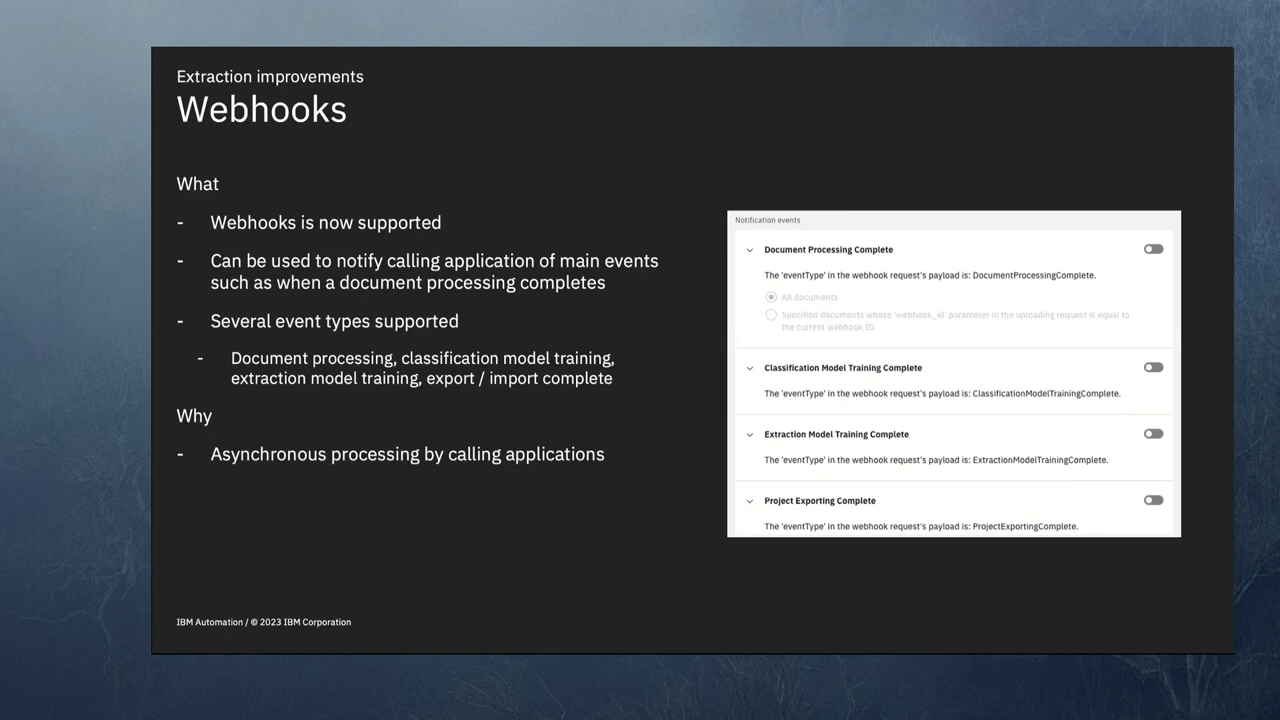 Extraction improvements
Webhooks
What
- Webhooks is now supported
- Can be used to notify calling application of main events
such as when a document processing completes
- Several event types supported
- Document processing, classification model training,
extraction model training, export / import complete
Why
- Asynchronous processing by calling applications
IBM Automation / © 2023 IBM Corporation
Notification events
Document Processing Complete
The 'eventType' in the webhook request's payload is: DocumentProcessingComplete.
All documents
Specified documents whose 'webhook_id' parameter in the uploading request is equal to
the current webhook ID
Classification Model Training Complete
The 'eventType' in the webhook request's payload is: ClassificationModelTrainingComplete.
Extraction Model Training Complete
The 'eventType' in the webhook request's payload is: ExtractionModelTrainingComplete.
Project Exporting Complete
The 'eventType' in the webhook request's payload is: ProjectExportingComplete.